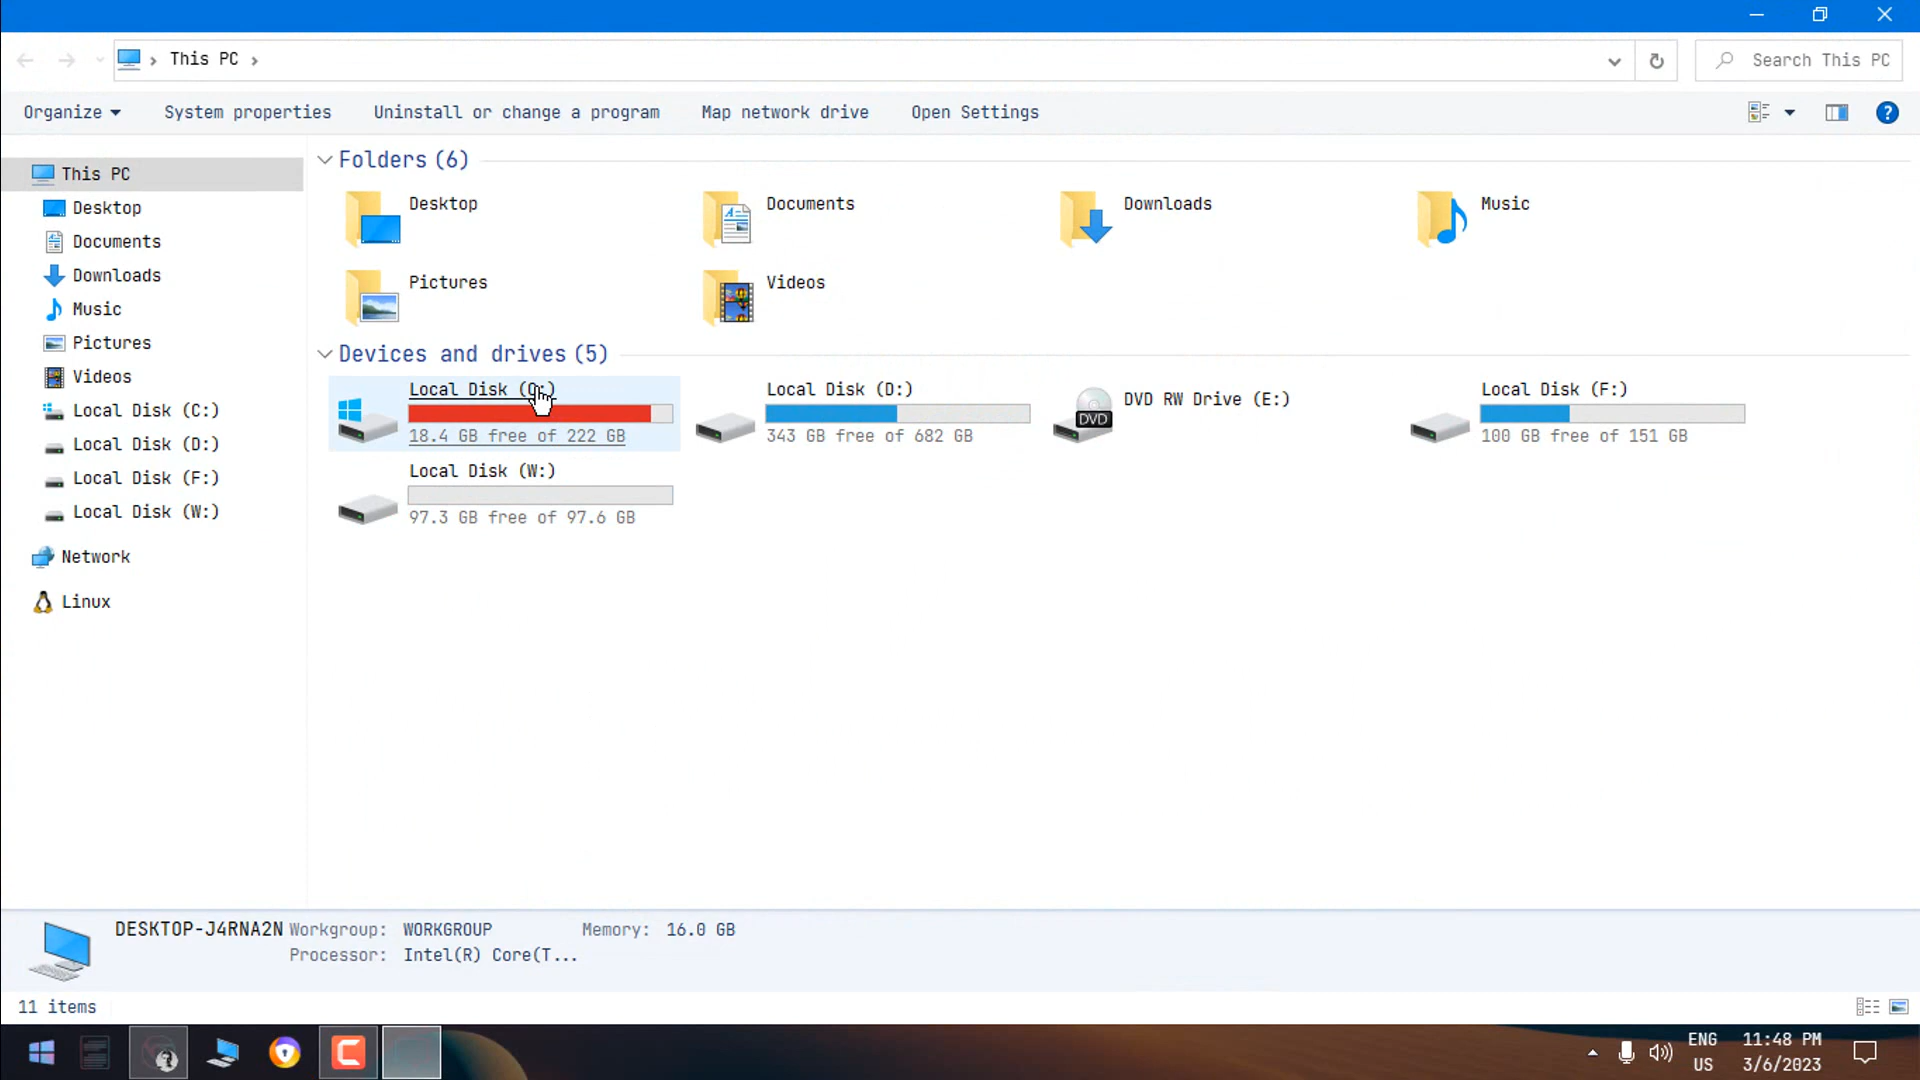 This PC
Search This PC
Organize
System properties
Uninstall or change a program
Map network drive
Open Settings
This PC
Desktop
Documents
Downloads
Music
Pictures
Videos
Local Disk (C:)
Local Disk (D:)
Local Disk (F:)
Local Disk (W:)
Network
Linux
Folders (6)
Desktop
Documents
Downloads
Music
Pictures
Videos
Devices and drives (5)
Local Disk (C:)
18.4 GB free of 222 GB
Local Disk (D:)
343 GB free of 682 GB
DVD RW Drive (E:)
DVD
Local Disk (F:)
100 GB free of 151 GB
Local Disk (W:)
97.3 GB free of 97.6 GB
DESKTOP-J4RNA2N Workgroup: WORKGROUP Memory: 16.0 GB
Processor: Intel(R) Core(T...
11 items
ENG
US
11:48 PM
3/6/2023